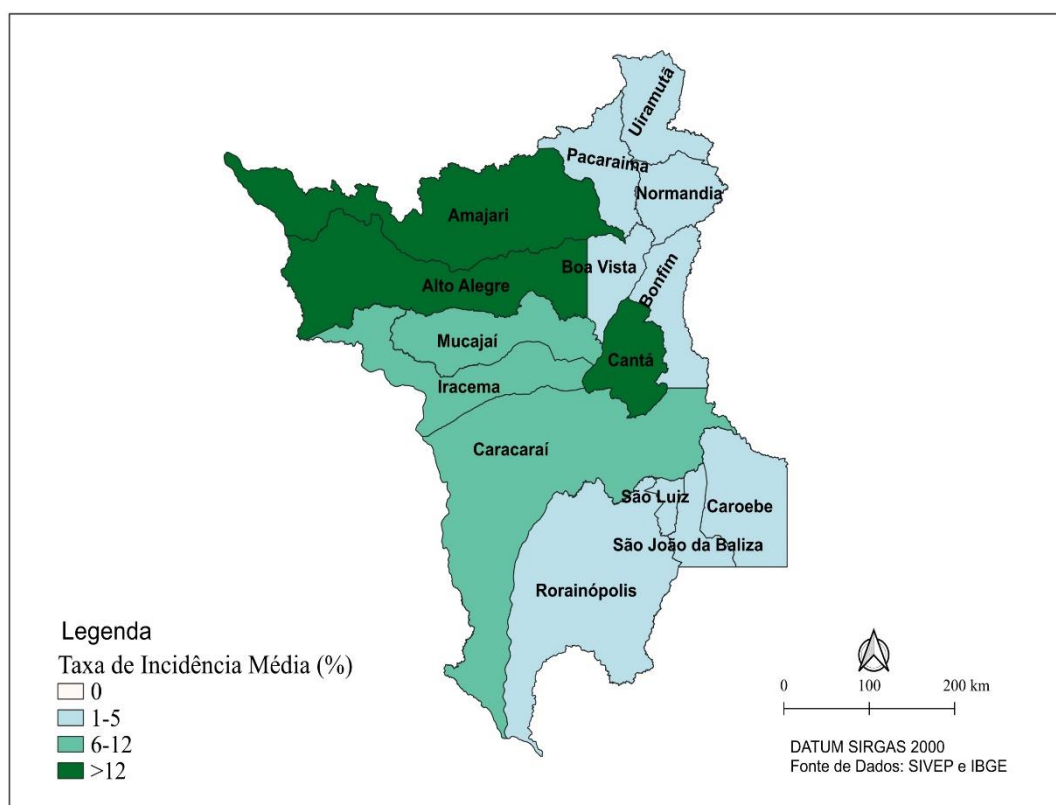 Uiramutã
Pacaraima
Normandia
Amajari
Boa Vista
Bonfim
Alto Alegre
Mucajaí
Cantá
Iracema
Caracaraí
São Luiz
Caroebe
São João da Baliza
Rorainópolis
Legenda
Taxa de Incidência Média (%)
0
1-5
6-12
>12
0 100 200 km
DATUM SIRGAS 2000
Fonte de Dados: SIVEP e IBGE